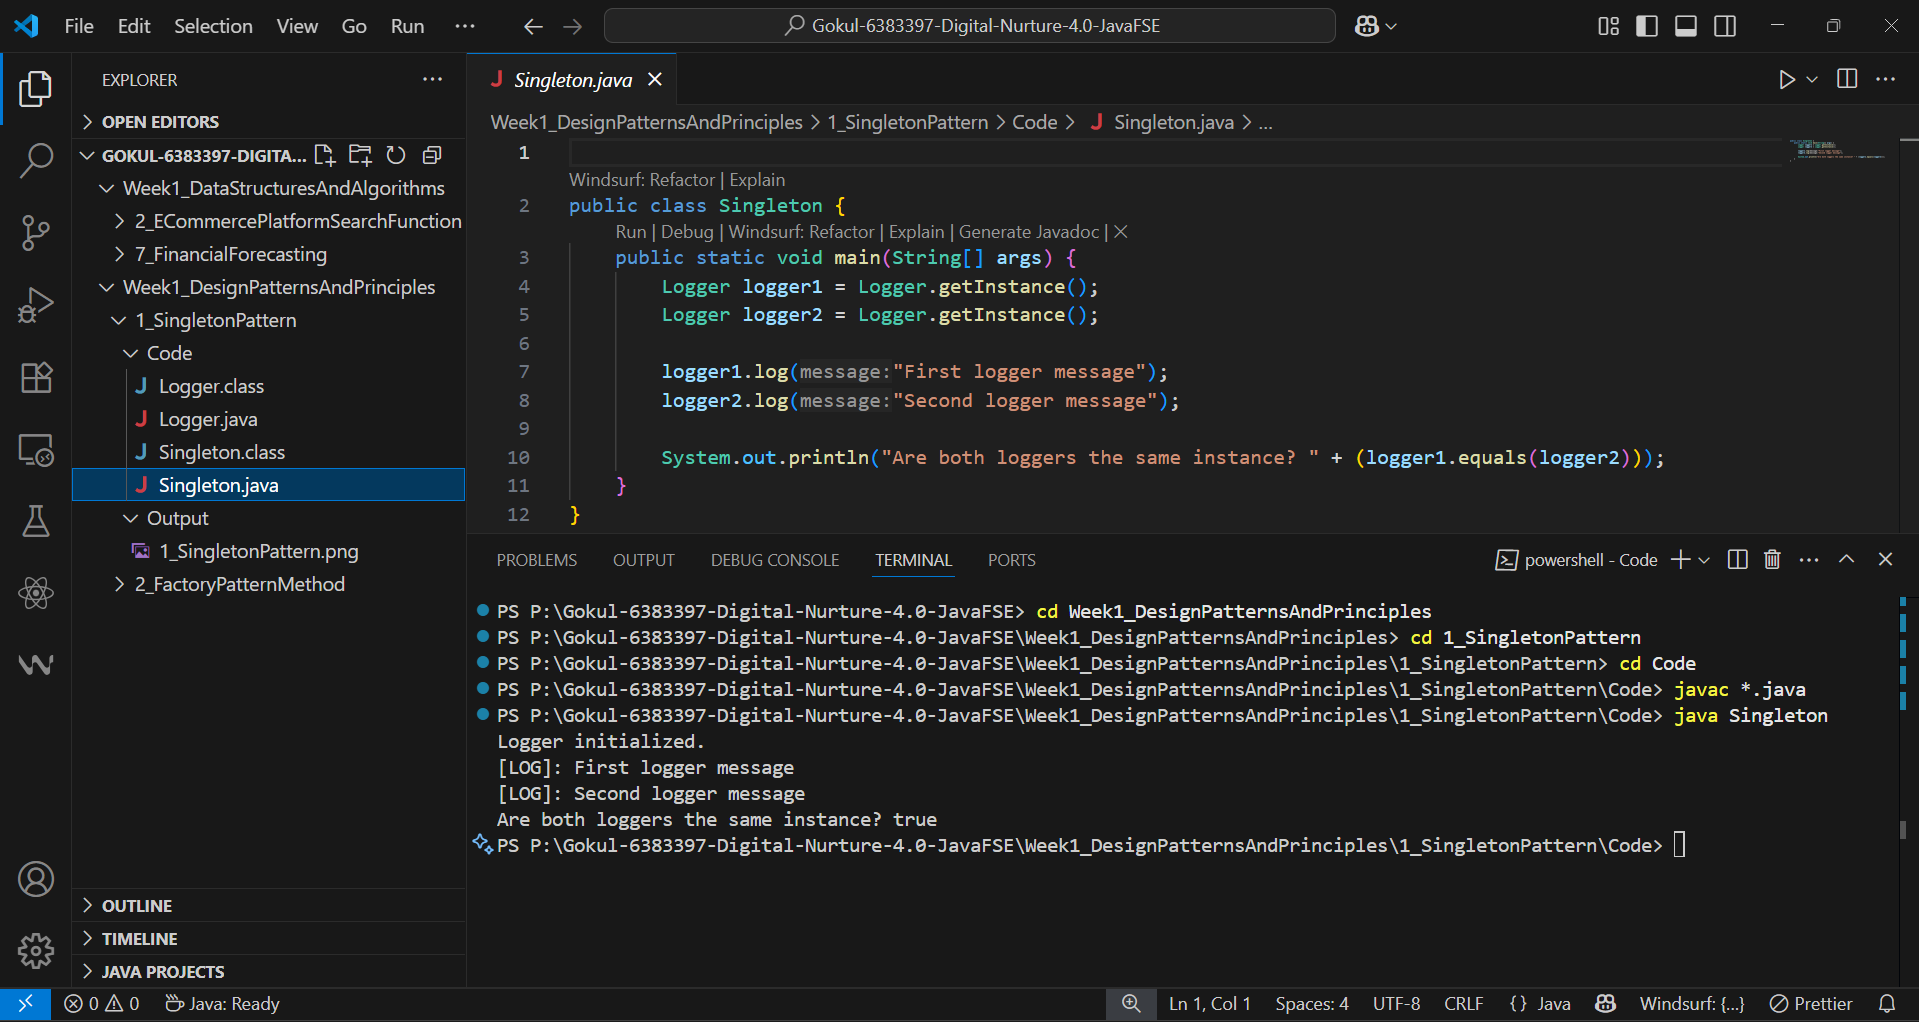 File Edit Selection View Go Run ··· Gokul-6383397-Digital-Nurture-4.0-JavaFSE
EXPLORER
OPEN EDITORS
GOKUL-6383397-DIGITA...
Week1_DataStructuresAndAlgorithms
2_ECommercePlatformSearchFunction
7_FinancialForecasting
Week1_DesignPatternsAndPrinciples
1_SingletonPattern
Code
J Logger.class
J Logger.java
J Singleton.class
J Singleton.java
Output
1_SingletonPattern.png
2_FactoryPatternMethod
OUTLINE
TIMELINE
JAVA PROJECTS
J Singleton.java
Week1_DesignPatternsAndPrinciples > 1_SingletonPattern > Code > J Singleton.java > ...
1
Windsurf: Refactor | Explain
2 public class Singleton {
Run | Debug | Windsurf: Refactor | Explain | Generate Javadoc | ×
3 public static void main(String[] args) {
4 Logger logger1 = Logger.getInstance();
5 Logger logger2 = Logger.getInstance();
6
7 logger1.log(message:"First logger message");
8 logger2.log(message:"Second logger message");
9
10 System.out.println("Are both loggers the same instance? " + (logger1.equals(logger2)));
11 }
12 }
PROBLEMS OUTPUT DEBUG CONSOLE TERMINAL PORTS powershell - Code
PS P:\Gokul-6383397-Digital-Nurture-4.0-JavaFSE> cd Week1_DesignPatternsAndPrinciples
PS P:\Gokul-6383397-Digital-Nurture-4.0-JavaFSE\Week1_DesignPatternsAndPrinciples> cd 1_SingletonPattern
PS P:\Gokul-6383397-Digital-Nurture-4.0-JavaFSE\Week1_DesignPatternsAndPrinciples\1_SingletonPattern> cd Code
PS P:\Gokul-6383397-Digital-Nurture-4.0-JavaFSE\Week1_DesignPatternsAndPrinciples\1_SingletonPattern\Code> javac *.java
PS P:\Gokul-6383397-Digital-Nurture-4.0-JavaFSE\Week1_DesignPatternsAndPrinciples\1_SingletonPattern\Code> java Singleton
Logger initialized.
[LOG]: First logger message
[LOG]: Second logger message
Are both loggers the same instance? true
PS P:\Gokul-6383397-Digital-Nurture-4.0-JavaFSE\Week1_DesignPatternsAndPrinciples\1_SingletonPattern\Code>
0 0 Java: Ready Ln 1, Col 1 Spaces: 4 UTF-8 CRLF {} Java Windsurf: {...} Prettier